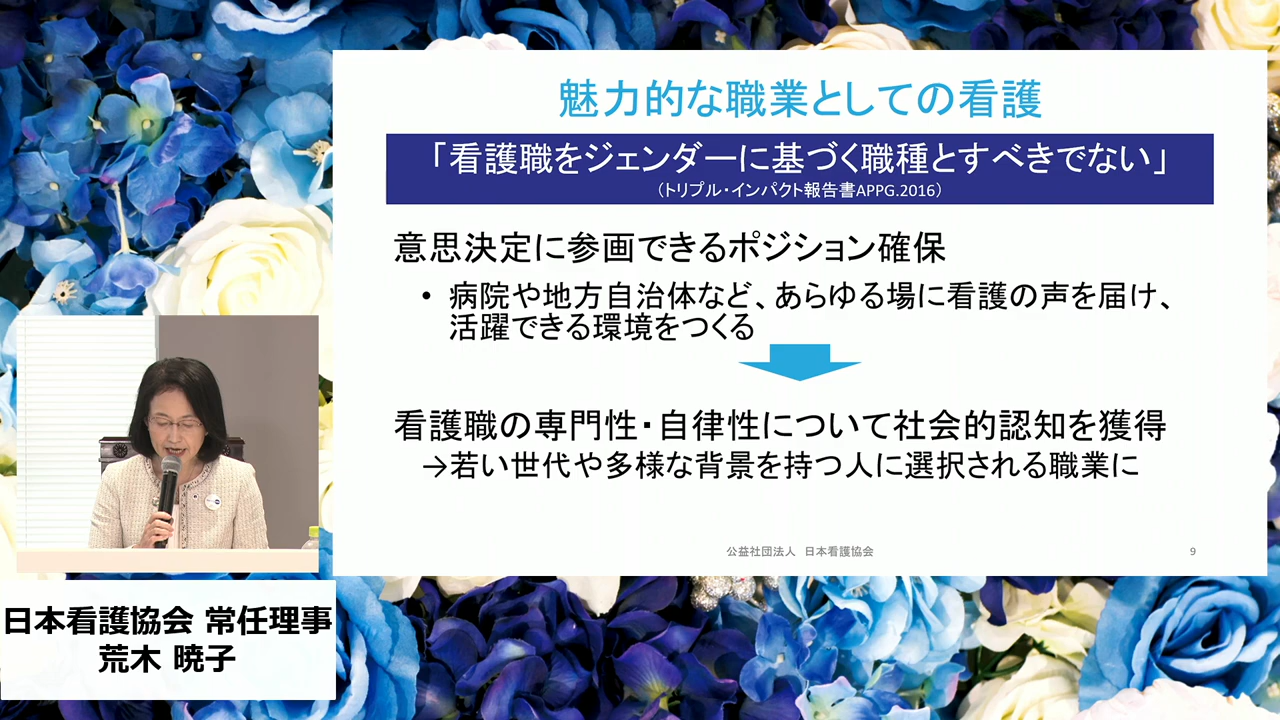 魅力的な職業としての看護
「看護職をジェンダーに基づく職種とすべきでない」
（トリプル・インパクト報告書APPG.2016）
意思決定に参画できるポジション確保
• 病院や地方自治体など、あらゆる場に看護の声を届け、
活躍できる環境をつくる
看護職の専門性・自律性について社会的認知を獲得
→若い世代や多様な背景を持つ人に選択される職業に
公益社団法人 日本看護協会
9
日本看護協会 常任理事
荒木 暁子